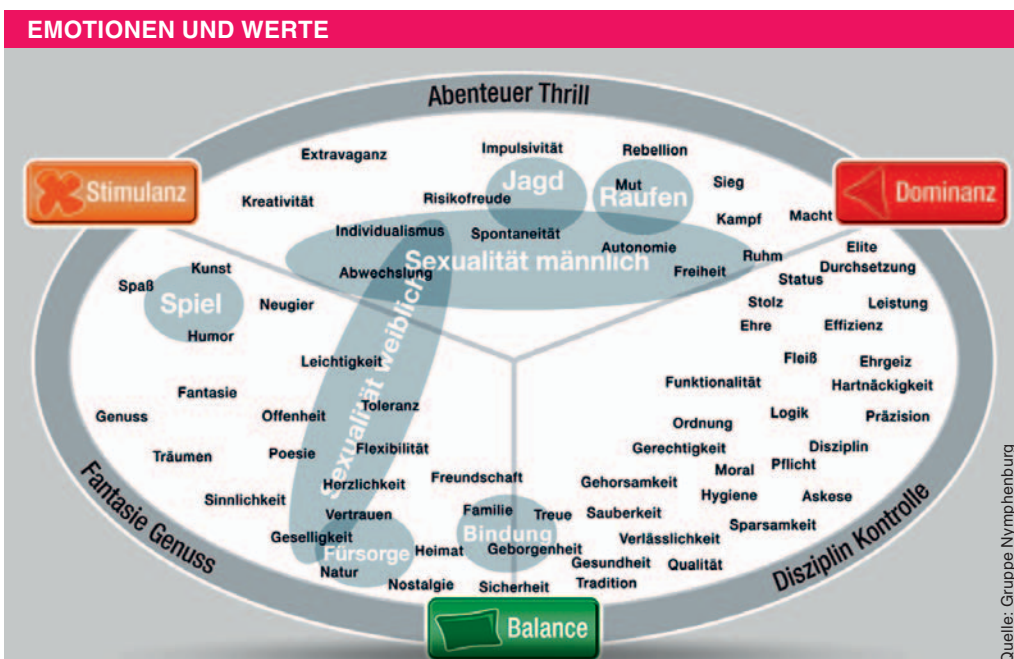 EMOTIONEN UND WERTE
Abenteuer Thrill
Stimulanz
Dominanz
Balance
Fantasie Genuss
Disziplin Kontrolle
Extravaganz
Impulsivität
Rebellion
Jagd
Mut
Raufen
Sieg
Kreativität
Risikofreude
Kampf
Macht
Individualismus
Spontaneität
Autonomie
Ruhm
Elite
Sexualität männlich
Durchsetzung
Abwechslung
Freiheit
Status
Kunst
Spaß
Spiel
Neugier
Humor
Stolz
Leistung
Ehre
Effizienz
Sexualität weiblich
Leichtigkeit
Fleiß
Ehrgeiz
Fantasie
Funktionalität
Hartnäckigkeit
Genuss
Offenheit
Toleranz
Ordnung
Logik
Präzision
Träumen
Poesie
Flexibilität
Gerechtigkeit
Disziplin
Moral
Pflicht
Sinnlichkeit
Herzlichkeit
Freundschaft
Gehorsamkeit
Hygiene
Askese
Vertrauen
Familie
Treue
Sauberkeit
Sparsamkeit
Geselligkeit
Bindung
Verlässlichkeit
Fürsorge
Heimat
Geborgenheit
Natur
Gesundheit
Qualität
Nostalgie
Sicherheit
Tradition
Quelle: Gruppe Nymphenburg